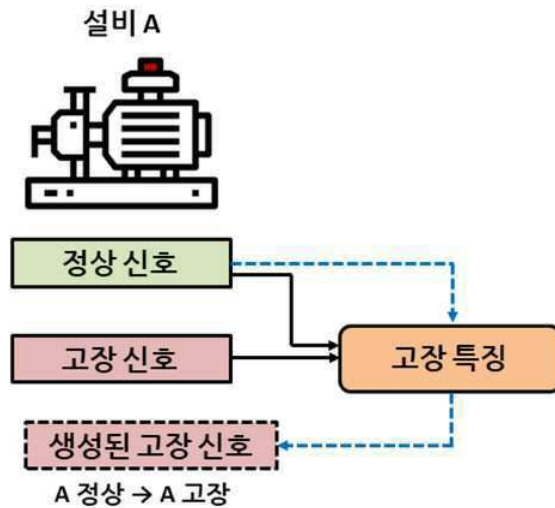 설비 A
정상 신호
고장 신호
고장 특징
생성된 고장 신호
A 정상 → A 고장